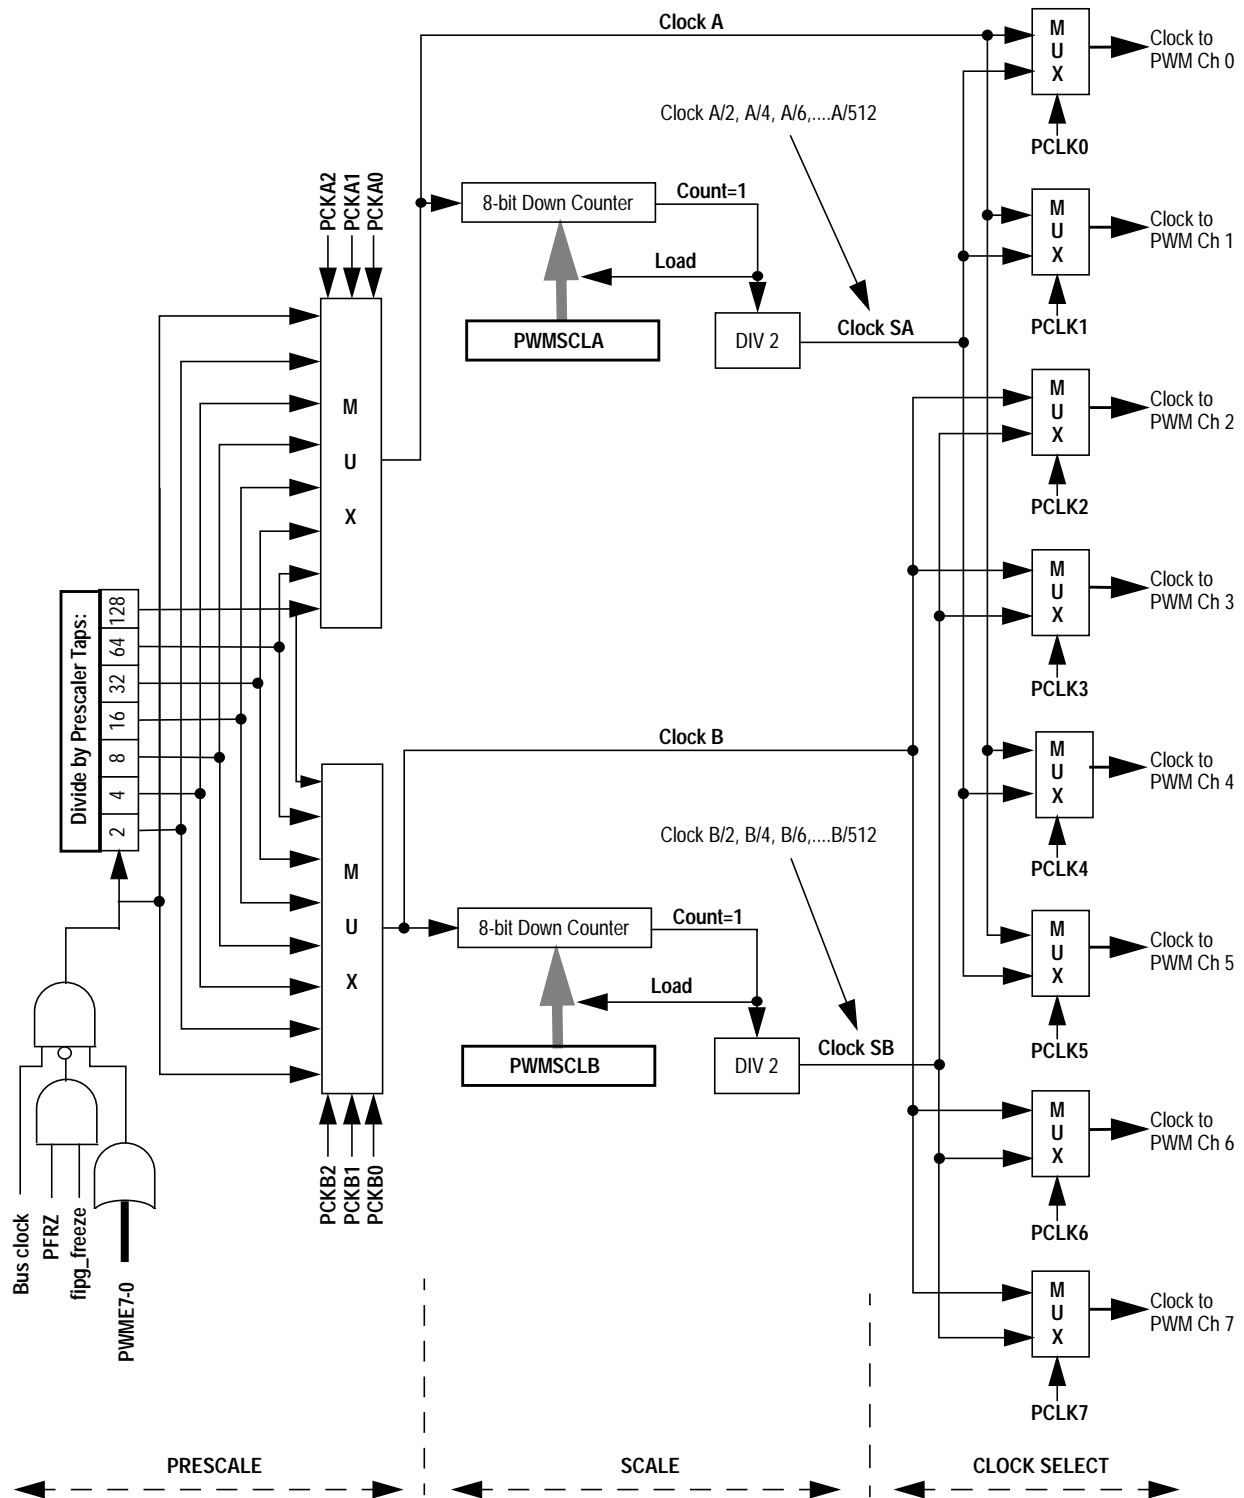 Clock A
M
U
X
Clock to
PWM Ch 0
PCLK0
Clock A/2, A/4, A/6,....A/512
PCKA2
PCKA1
PCKA0
8-bit Down Counter
Count=1
M
U
X
Clock to
PWM Ch 1
PCLK1
Load
PWMSCLA
DIV 2
Clock SA
M
U
X
M
U
X
Clock to
PWM Ch 2
PCLK2
M
U
X
Clock to
PWM Ch 3
PCLK3
Divide by Prescaler Taps:
128
64
32
16
8
4
2
Clock B
M
U
X
Clock to
PWM Ch 4
PCLK4
Clock B/2, B/4, B/6,....B/512
M
U
X
8-bit Down Counter
Count=1
M
U
X
Clock to
PWM Ch 5
PCLK5
Load
PWMSCLB
DIV 2
Clock SB
M
U
X
Clock to
PWM Ch 6
PCLK6
PCKB2
PCKB1
PCKB0
Bus clock
PFRZ
fipg_freeze
PWME7-0
M
U
X
Clock to
PWM Ch 7
PCLK7
PRESCALE
SCALE
CLOCK SELECT